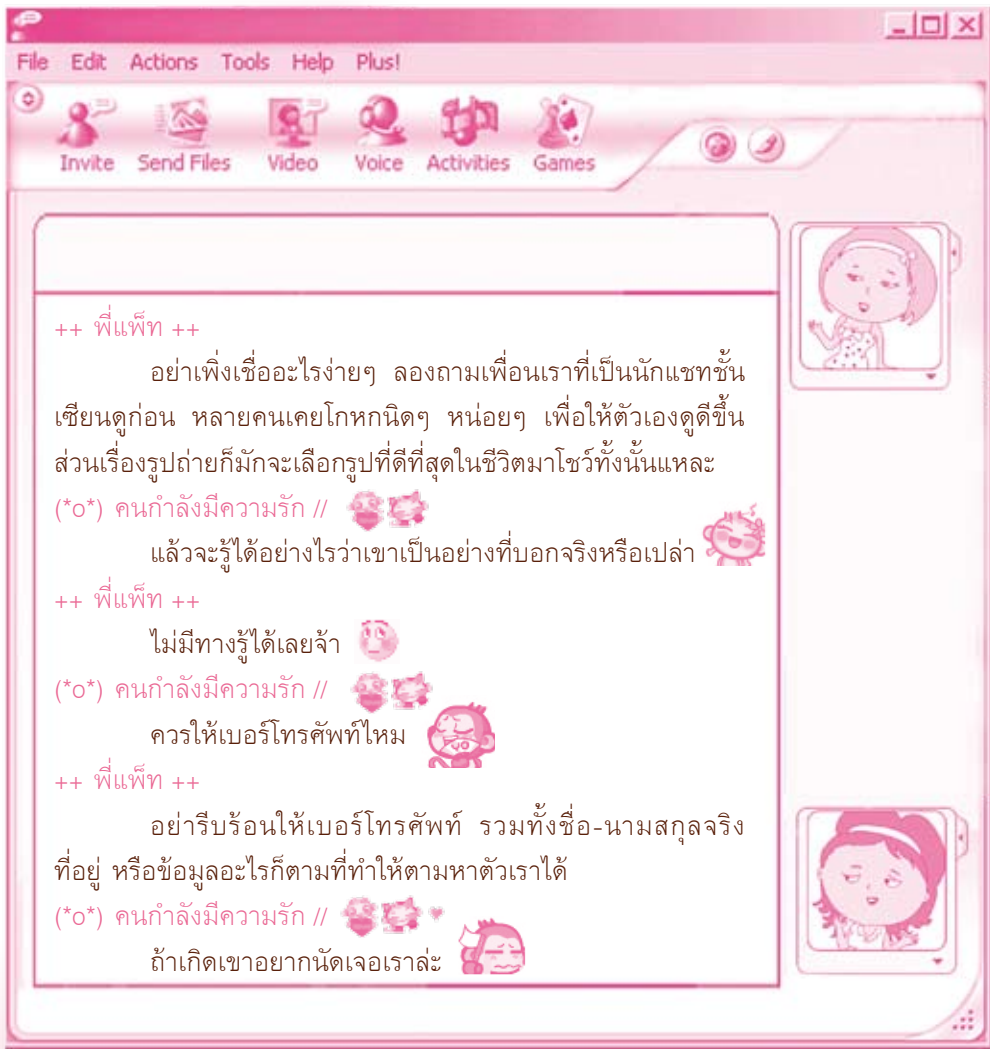 File Edit Actions Tools Help Plus!
Invite Send Files Video Voice Activities Games
++ พี่แพ็ท ++
อย่าเพิ่งเชื่ออะไรง่ายๆ ลองถามเพื่อนเราที่เป็นนักแชทชั้น
เซียนดูก่อน หลายคนเคยโกหกนิดๆ หน่อยๆ เพื่อให้ตัวเองดูดีขึ้น
ส่วนเรื่องรูปถ่ายก็มักจะเลือกรูปที่ดีที่สุดในชีวิตมาโชว์ทั้งนั้นแหละ
(*o*) คนกำลังมีความรัก //
แล้วจะรู้ได้อย่างไรว่าเขาเป็นอย่างที่บอกจริงหรือเปล่า
++ พี่แพ็ท ++
ไม่มีทางรู้ได้เลยจ้า
(*o*) คนกำลังมีความรัก //
ควรให้เบอร์โทรศัพท์ไหม
++ พี่แพ็ท ++
อย่ารีบร้อนให้เบอร์โทรศัพท์ รวมทั้งชื่อ-นามสกุลจริง
ที่อยู่ หรือข้อมูลอะไรก็ตามที่ทำให้ตามหาตัวเราได้
(*o*) คนกำลังมีความรัก //
ถ้าเกิดเขาอยากนัดเจอเราล่ะ